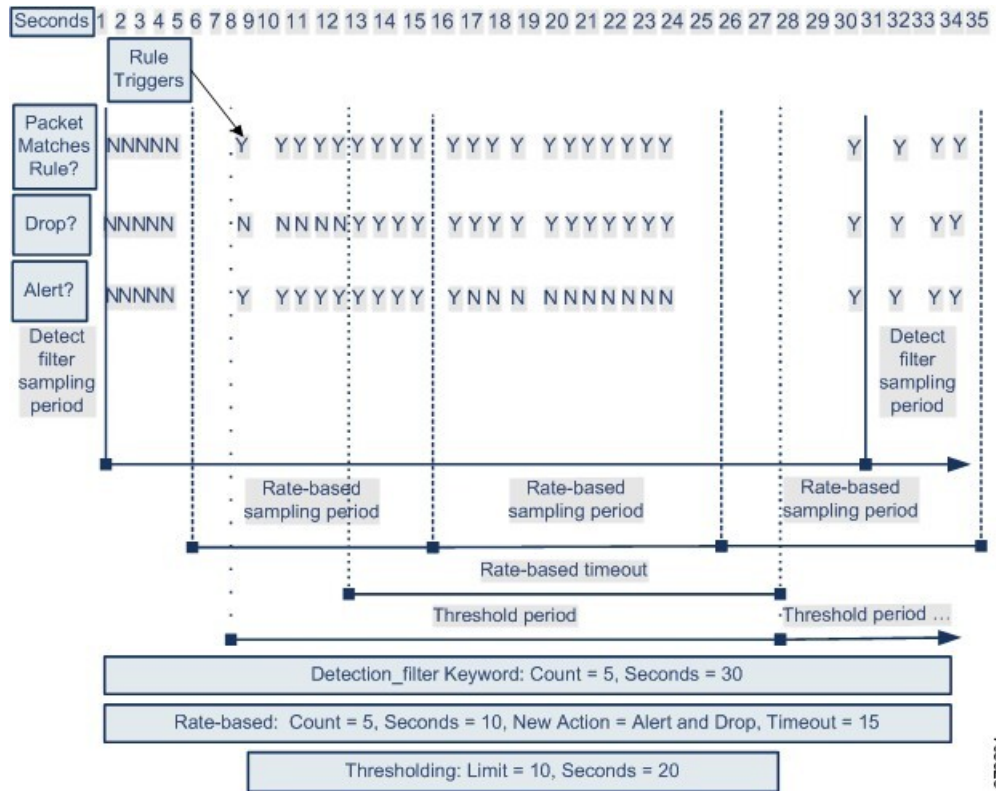 Seconds 1 2 3 4 5 6 7 8 9 10 11 12 13 14 15 16 17 18 19 20 21 22 23 24 25 26 27 28 29 30 31 32 33 34 35
Rule
Triggers
Packet
Matches
Rule?
NNNNN Y Y Y Y Y Y Y Y Y Y Y Y Y Y Y Y Y Y Y Y Y Y Y Y
Drop?
NNNNN N N N N N Y Y Y Y Y Y Y Y Y Y Y Y Y Y Y Y Y Y Y
Alert?
NNNNN Y Y Y Y Y Y Y Y Y Y N N N N N N N N N N Y Y Y Y
Detect
filter
sampling
period
Detect
filter
sampling
period
Rate-based
sampling period
Rate-based
sampling period
Rate-based
sampling period
Rate-based timeout
Threshold period
Threshold period ...
Detection_filter Keyword: Count = 5, Seconds = 30
Rate-based: Count = 5, Seconds = 10, New Action = Alert and Drop, Timeout = 15
Thresholding: Limit = 10, Seconds = 20